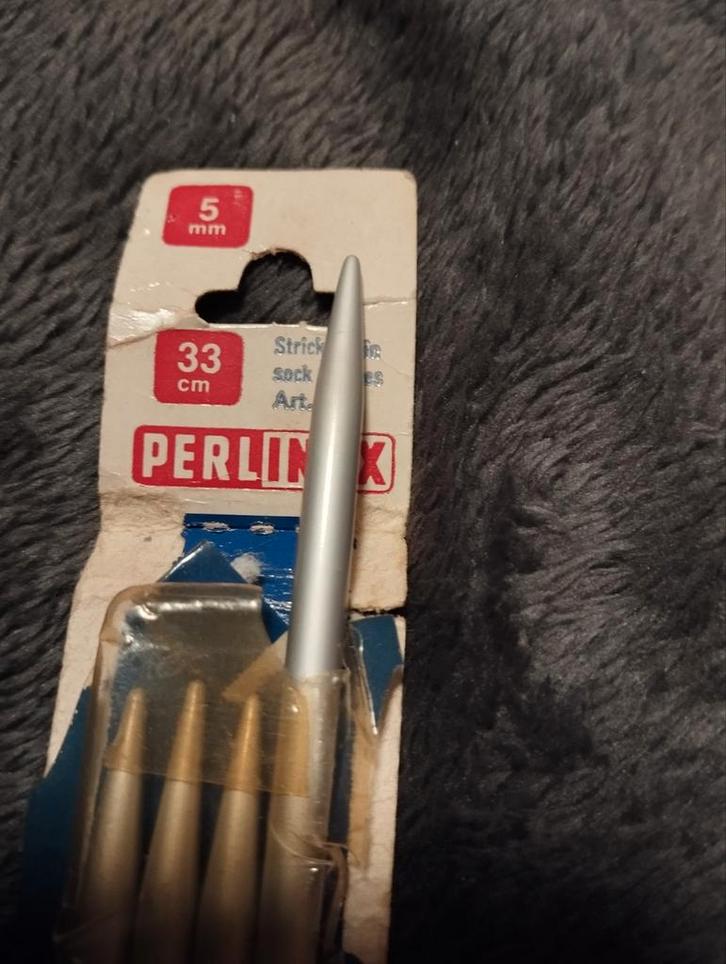 5
mm
33
cm
Strick
sock
Art.
PERLIN X